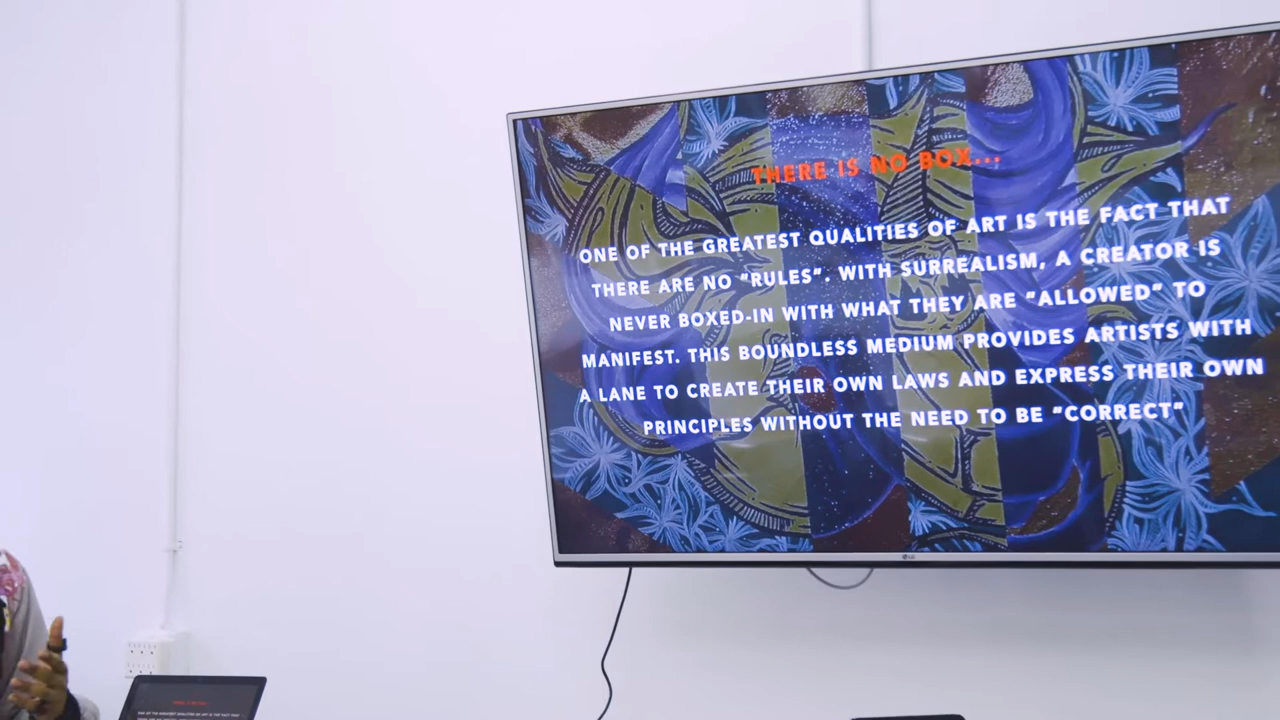 THERE IS NO BOX...
ONE OF THE GREATEST QUALITIES OF ART IS THE FACT THAT
THERE ARE NO "RULES". WITH SURREALISM, A CREATOR IS
NEVER BOXED-IN WITH WHAT THEY ARE "ALLOWED" TO
MANIFEST. THIS BOUNDLESS MEDIUM PROVIDES ARTISTS WITH
A LANE TO CREATE THEIR OWN LAWS AND EXPRESS THEIR OWN
PRINCIPLES WITHOUT THE NEED TO BE "CORRECT"
LG